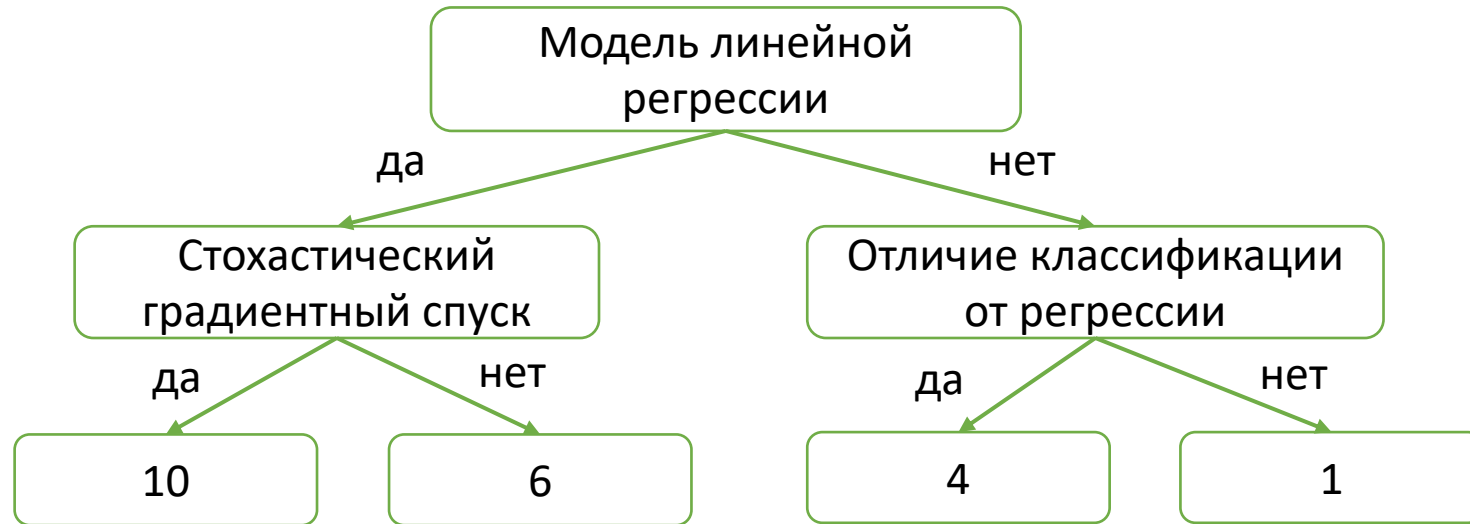 Модель линейной
регрессии
да
нет
Стохастический
градиентный спуск
Отличие классификации
от регрессии
да
нет
да
нет
10
6
4
1